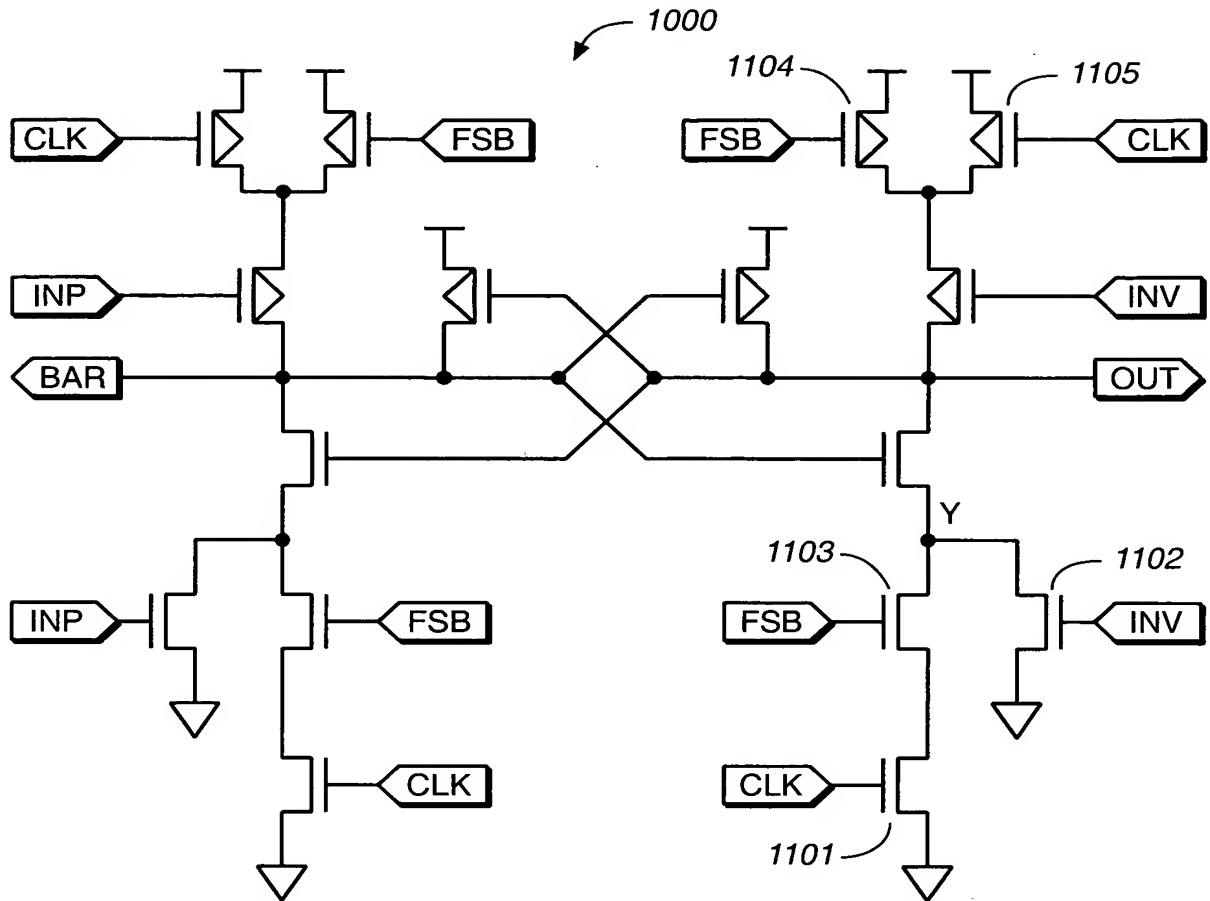 1000
1104
1105
CLK
FSB
FSB
CLK
INP
INV
BAR
OUT
Y
1103
1102
INP
FSB
FSB
INV
CLK
CLK
1101